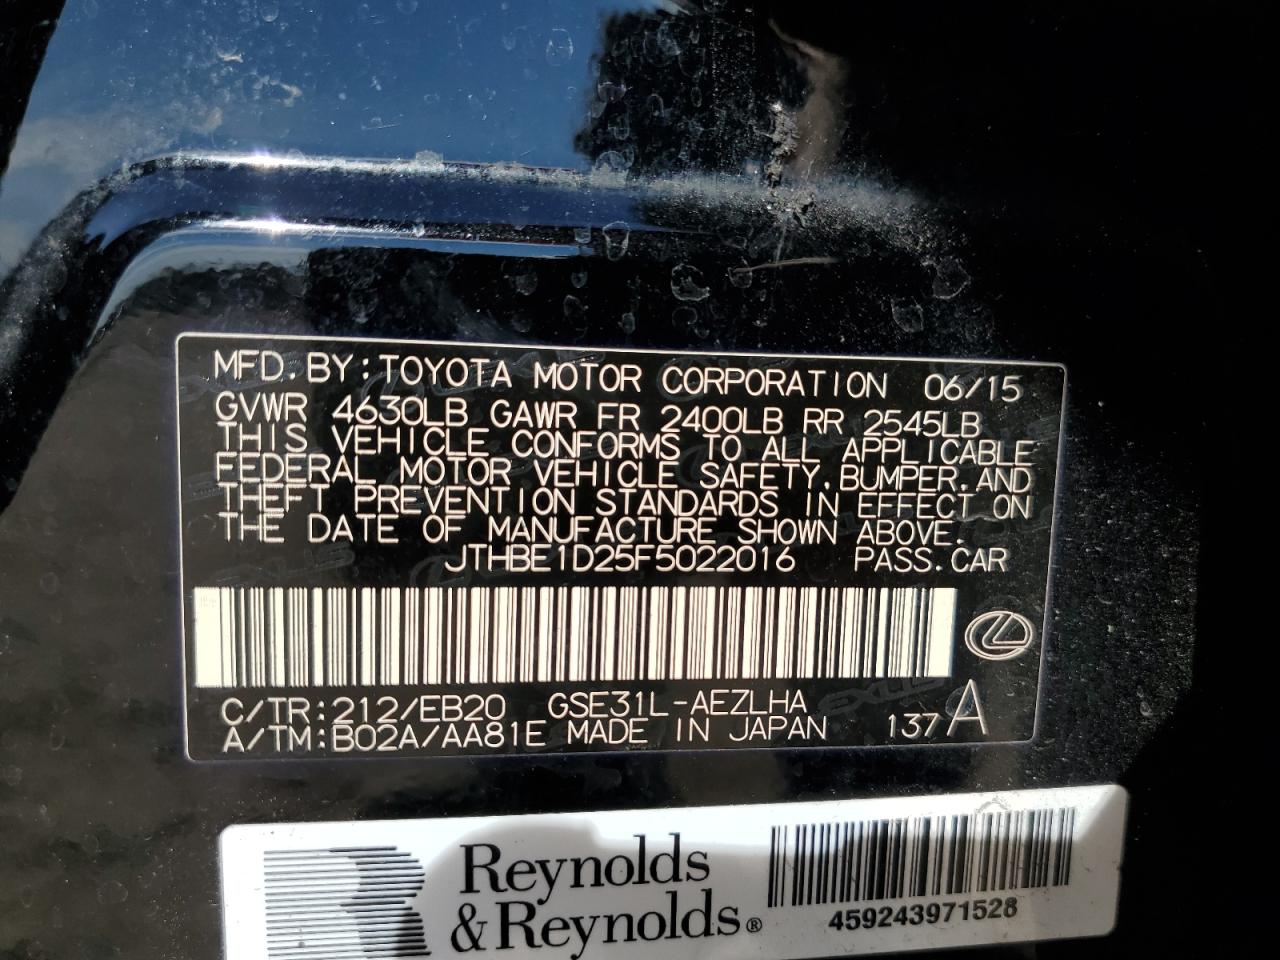 MFD. BY: TOYOTA MOTOR CORPORATION 06/15
GVWR 4630LB GAWR FR 2400LB RR 2545LB
THIS VEHICLE CONFORMS TO ALL APPLICABLE
FEDERAL MOTOR VEHICLE SAFETY, BUMPER, AND
THEFT PREVENTION STANDARDS IN EFFECT ON
THE DATE OF MANUFACTURE SHOWN ABOVE.
JTHBE1D25F5022016 PASS. CAR
C/TR: 212/EB20 GSE31L-AEZLHA
A/TM: B02A/AA81E MADE IN JAPAN 137 A
Reynolds
& Reynolds®
459243971528